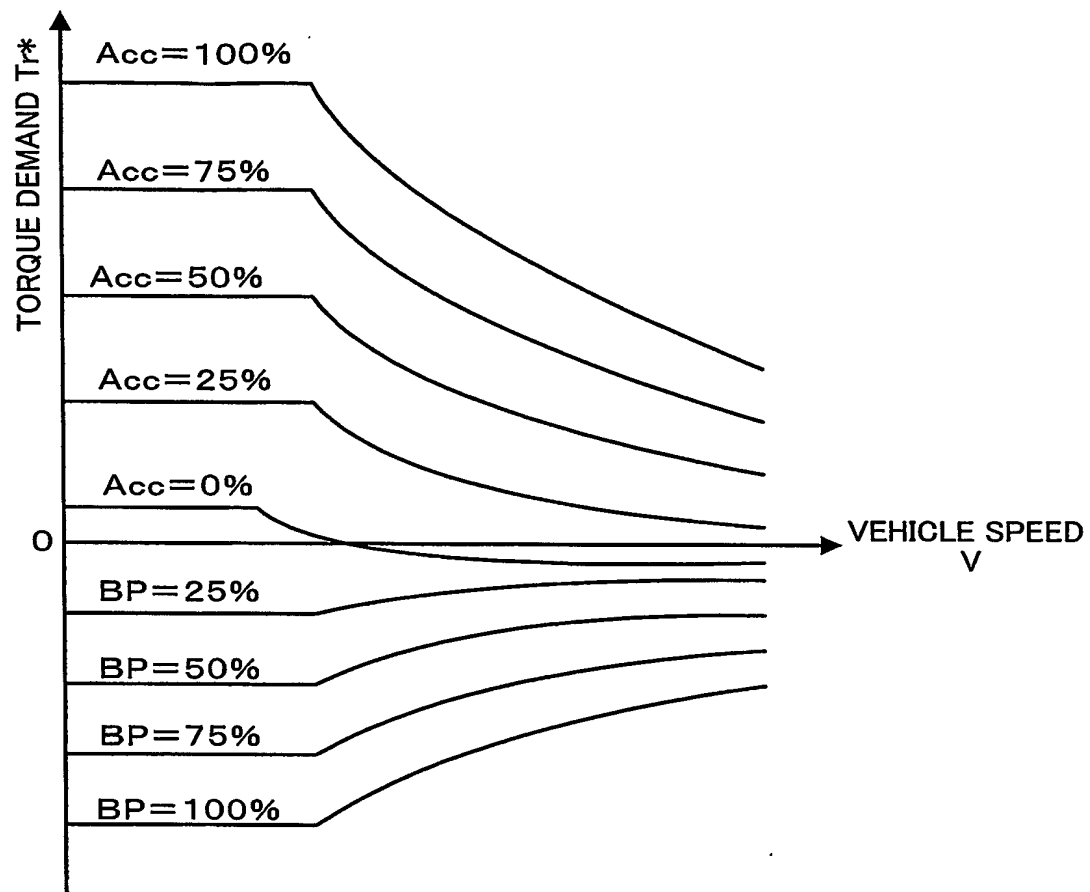 TORQUE DEMAND Tr*
Acc=100%
Acc=75%
Acc=50%
Acc=25%
Acc=0%
0
VEHICLE SPEED
V
BP=25%
BP=50%
BP=75%
BP=100%